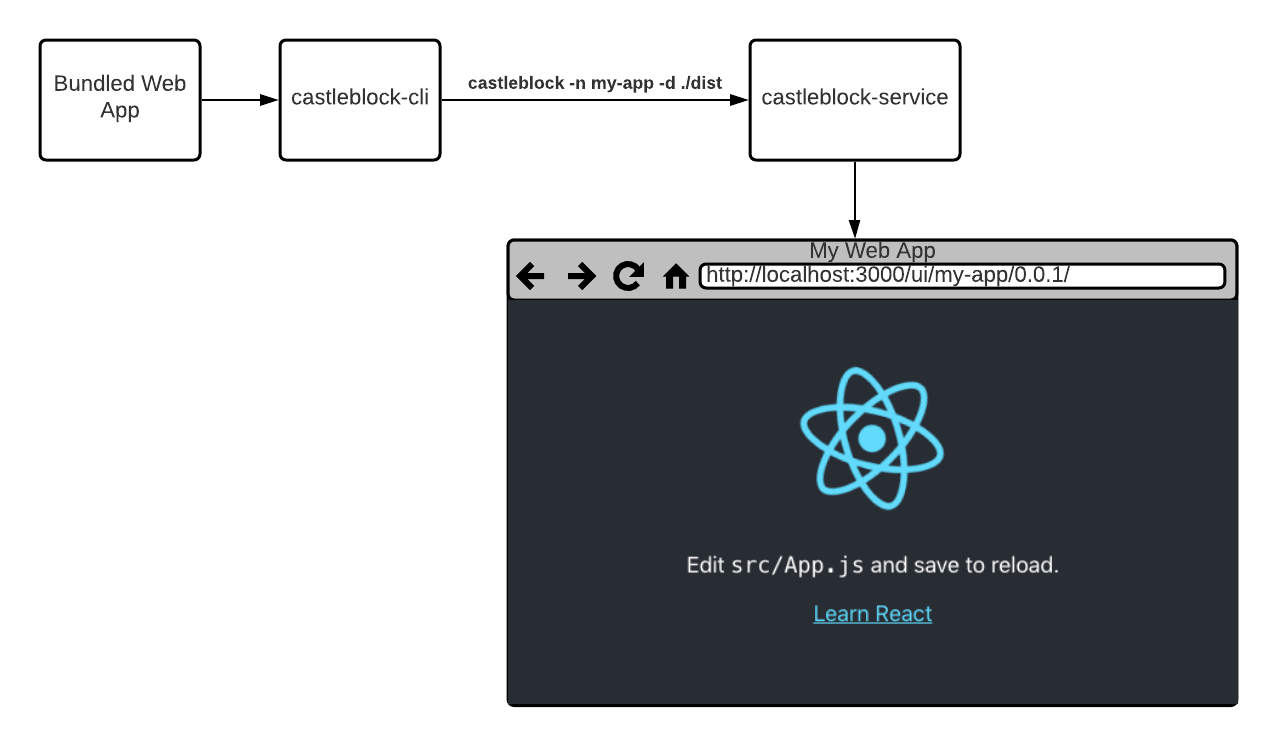 Bundled Web
App
castleblock-cli
castleblock -n my-app -d ./dist
castleblock-service
My Web App
http://localhost:3000/ui/my-app/0.0.1/
Edit src/App.js and save to reload.
Learn React